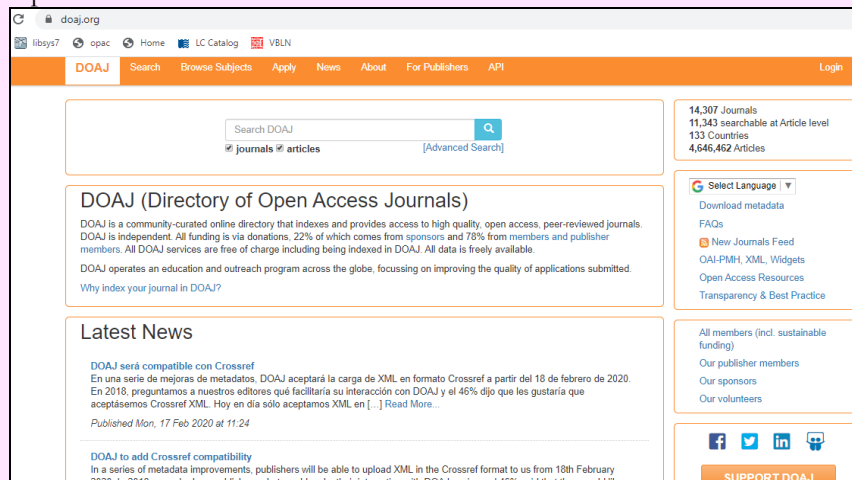 doaj.org
libsys7 opac Home LC Catalog VBLN
DOAJ Search Browse Subjects Apply News About For Publishers API Login
Search DOAJ
journals articles [Advanced Search]
14,307 Journals
11,343 searchable at Article level
133 Countries
4,646,462 Articles
DOAJ (Directory of Open Access Journals)
DOAJ is a community-curated online directory that indexes and provides access to high quality, open access, peer-reviewed journals.
DOAJ is independent. All funding is via donations, 22% of which comes from sponsors and 78% from members and publisher
members. All DOAJ services are free of charge including being indexed in DOAJ. All data is freely available.
DOAJ operates an education and outreach program across the globe, focussing on improving the quality of applications submitted.
Why index your journal in DOAJ?
Select Language
Download metadata
FAQs
New Journals Feed
OAI-PMH, XML, Widgets
Open Access Resources
Transparency & Best Practice
Latest News
DOAJ será compatible con Crossref
En una serie de mejoras de metadatos, DOAJ aceptará la carga de XML en formato Crossref a partir del 18 de febrero de 2020.
En 2018, preguntamos a nuestros editores qué facilitaría su interacción con DOAJ y el 46% dijo que les gustaría que
aceptásemos Crossref XML. Hoy en día sólo aceptamos XML en […] Read More...
Published Mon, 17 Feb 2020 at 11:24
DOAJ to add Crossref compatibility
In a series of metadata improvements, publishers will be able to upload XML in the Crossref format to us from 18th February
All members (incl. sustainable
funding)
Our publisher members
Our sponsors
Our volunteers
SUPPORT DOAJ